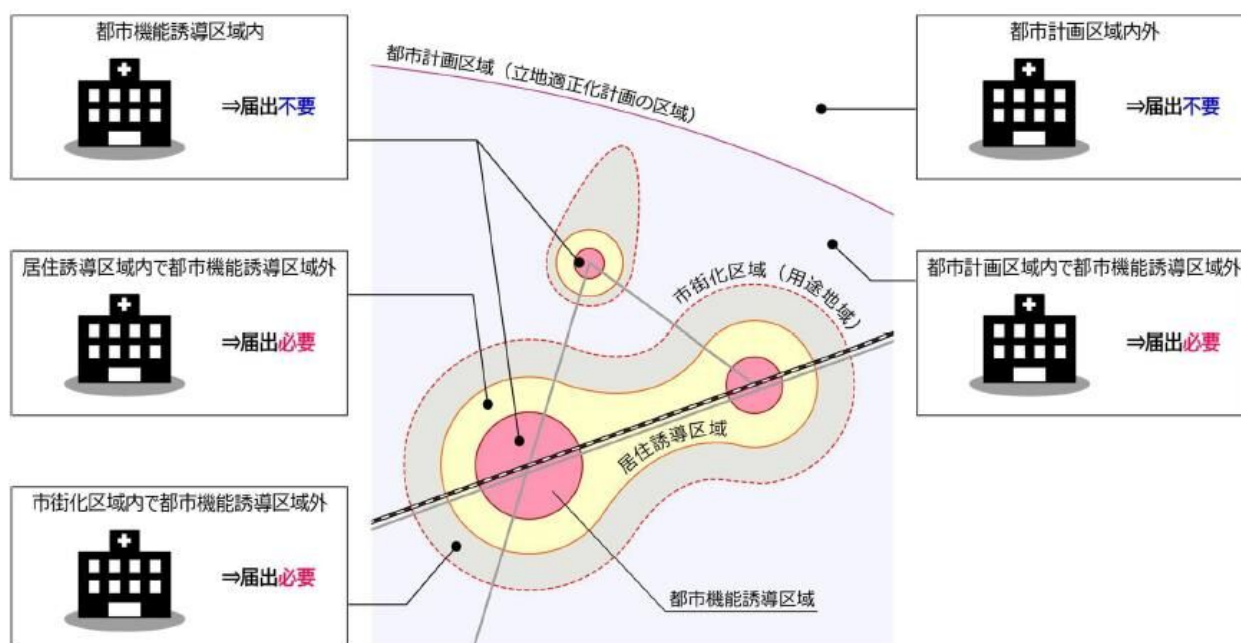 都市機能誘導区域内
⇒届出不要
居住誘導区域内で都市機能誘導区域外
⇒届出必要
市街化区域内で都市機能誘導区域外
⇒届出必要
都市計画区域（立地適正化計画の区域）
市街化区域（用途地域）
居住誘導区域
都市機能誘導区域
都市計画区域内外
⇒届出不要
都市計画区域内で都市機能誘導区域外
⇒届出必要